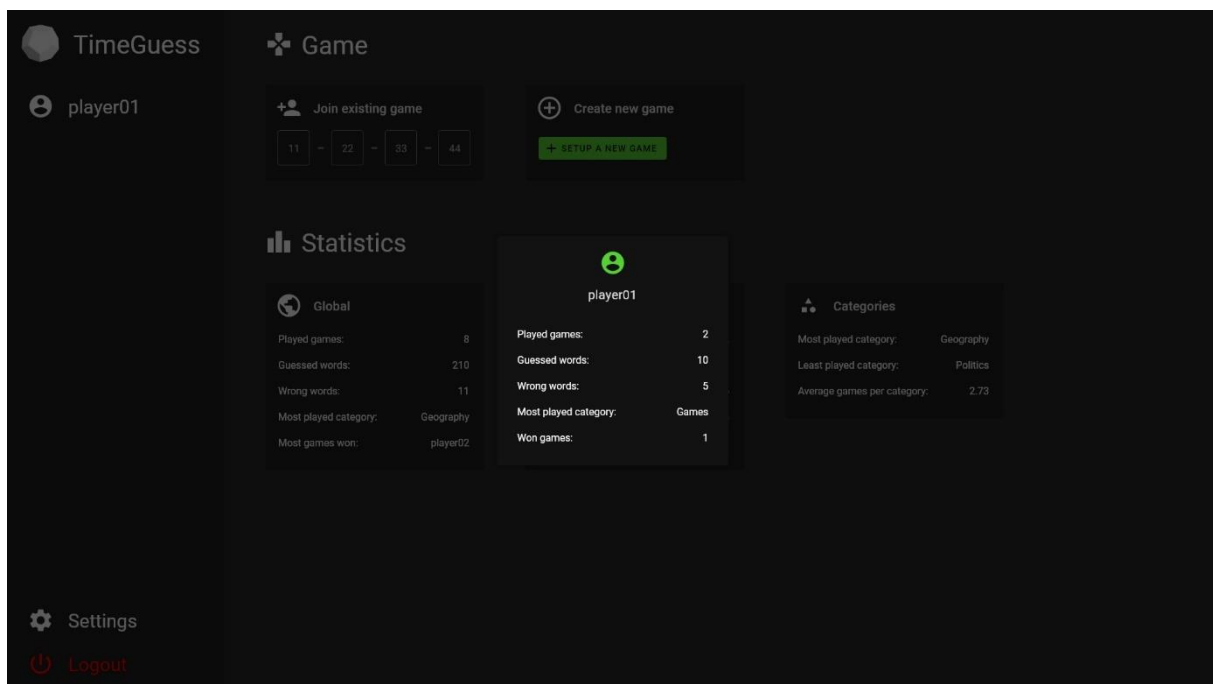 TimeGuess
player01
Game
Join existing game
11 – 22 – 33 – 44
Create new game
+ SETUP A NEW GAME
Statistics
Global
Played games: 8
Guessed words: 210
Wrong words: 11
Most played category: Geography
Most games won: player02
player01
Played games: 2
Guessed words: 10
Wrong words: 5
Most played category: Games
Won games: 1
Categories
Most played category: Geography
Least played category: Politics
Average games per category: 2.73
Settings
Logout